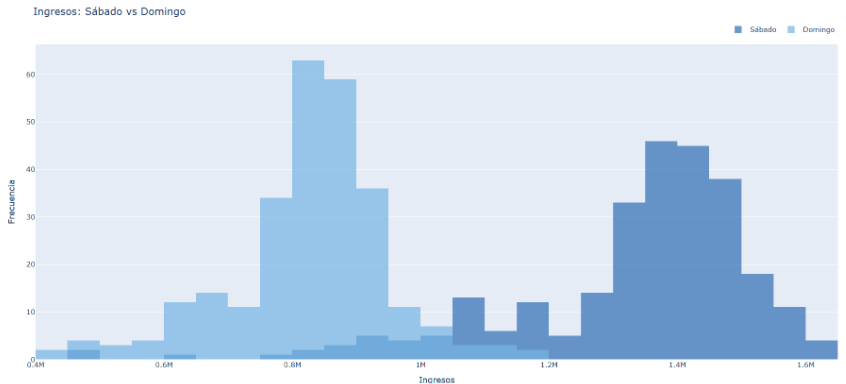 Ingresos: Sábado vs Domingo
Sábado
Domingo
60
50
40
30
20
10
0
Frecuencia
0.4M
0.6M
0.8M
1M
1.2M
1.4M
1.6M
Ingresos